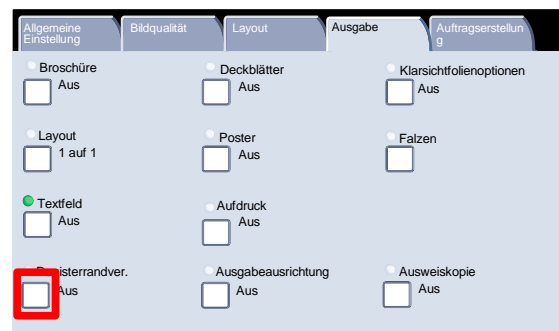 Allgemeine
Einstellung
Bildqualität
Layout
Ausgabe
Auftragserstellun
g
Broschüre
Aus
Deckblätter
Aus
Klarsichtfolienoptionen
Aus
Layout
1 auf 1
Poster
Aus
Falzen
Textfeld
Aus
Aufdruck
Aus
Aus
Ausgabeausrichtung
Aus
Ausweiskopie
Aus